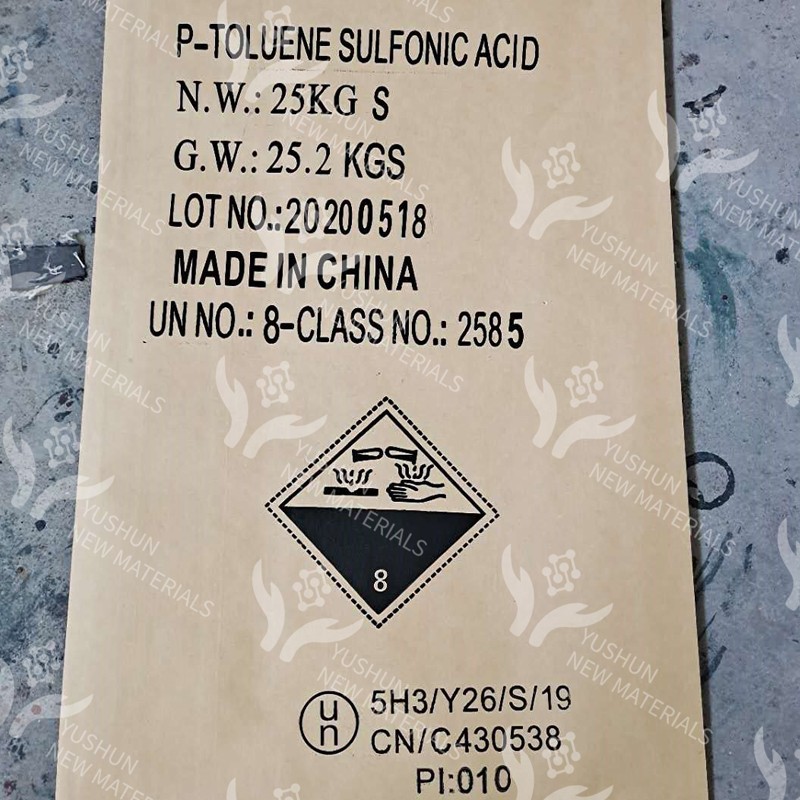 P-TOLUENE SULFONIC ACID
N.W.: 25KG S
G.W.: 25.2 KGS
LOT NO.:20200518
MADE IN CHINA
UN NO.: 8-CLASS NO.: 2585
8
un
5H3/Y26/S/19
CN/C430538
PI:010
YUSHUN
NEW MATERIALS